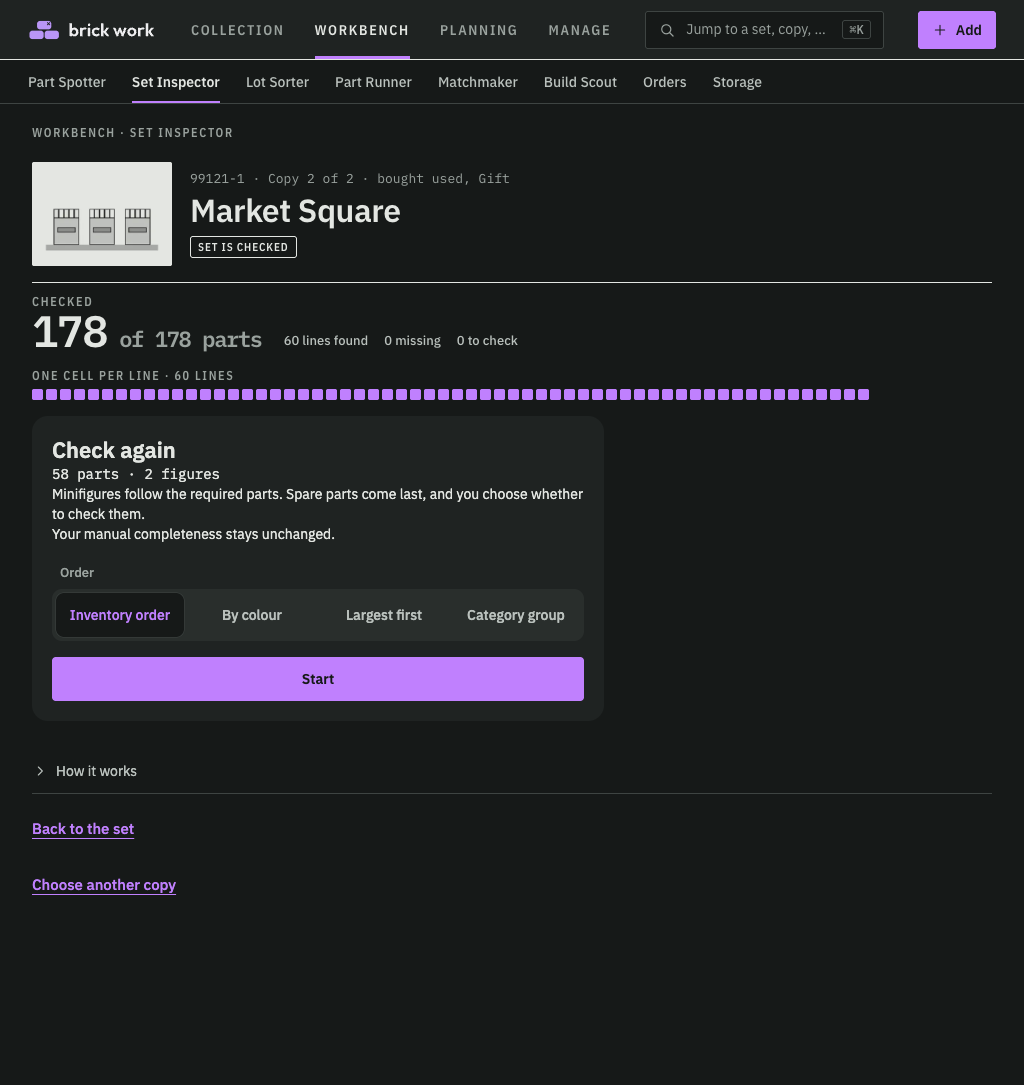 brick work
COLLECTION
WORKBENCH
PLANNING
MANAGE
Jump to a set, copy, ...
⌘K
Add
Part Spotter
Set Inspector
Lot Sorter
Part Runner
Matchmaker
Build Scout
Orders
Storage
WORKBENCH · SET INSPECTOR
99121-1 · Copy 2 of 2 · bought used, Gift
Market Square
SET IS CHECKED
CHECKED
178 of 178 parts
60 lines found
0 missing
0 to check
ONE CELL PER LINE · 60 LINES
Check again
58 parts · 2 figures
Minifigures follow the required parts. Spare parts come last, and you choose whether
to check them.
Your manual completeness stays unchanged.
Order
Inventory order
By colour
Largest first
Category group
Start
How it works
Back to the set
Choose another copy